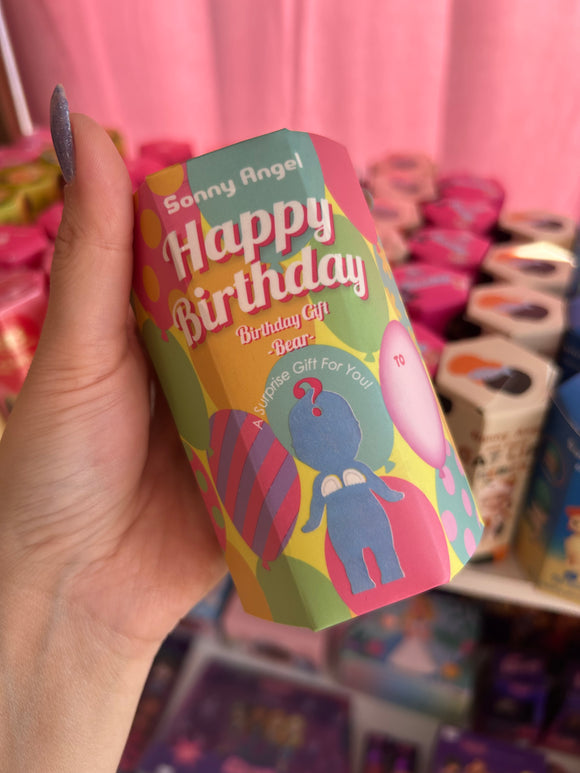 Sonny Angel
Happy
Birthday
Birthday Gift
-Bear-
A Surprise Gift For You!
?
TO